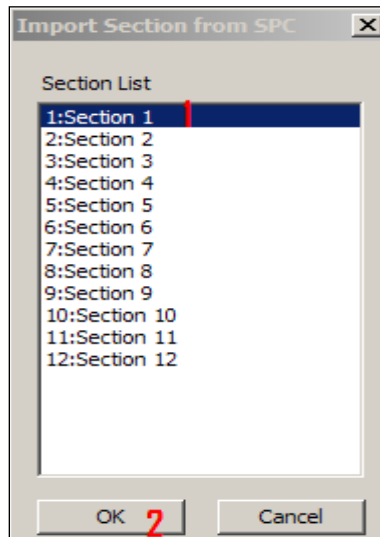 Import Section from SPC
Section List
1:Section 1 1
2:Section 2
3:Section 3
4:Section 4
5:Section 5
6:Section 6
7:Section 7
8:Section 8
9:Section 9
10:Section 10
11:Section 11
12:Section 12
OK 2 Cancel